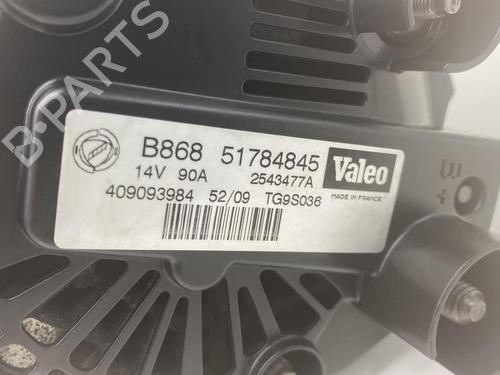 B-PARTS
B868 51784845 Valeo
14V 90A 2543477A MADE IN FRANCE
409093984 52/09 TG9S036